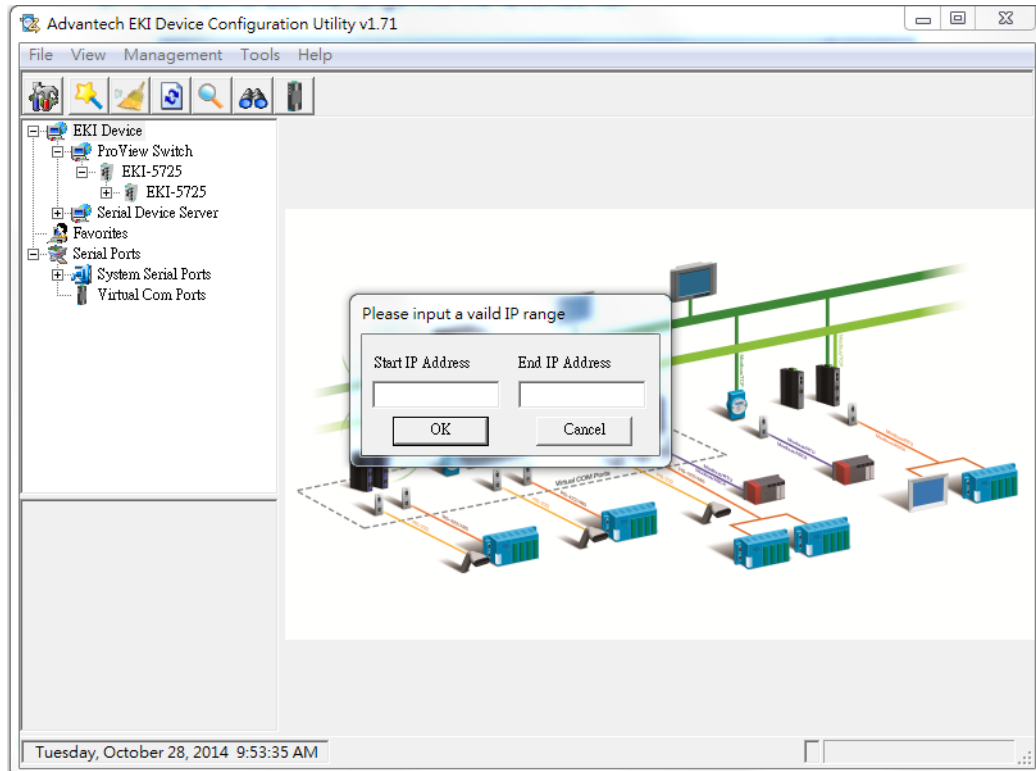 Advantech EKI Device Configuration Utility v1.71
File View Management Tools Help
EKI Device
ProView Switch
EKI-5725
EKI-5725
Serial Device Server
Favorites
Serial Ports
System Serial Ports
Virtual Com Ports
Please input a vaild IP range
Start IP Address End IP Address
OK Cancel
Virtual COM Ports
Tuesday, October 28, 2014 9:53:35 AM